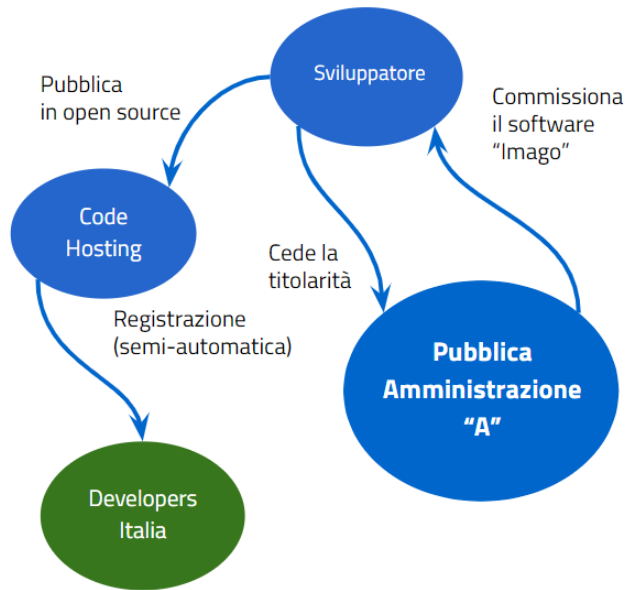 Sviluppatore
Pubblica
in open source
Commissiona
il software
“Imago”
Code
Hosting
Cede la
titolarità
Registrazione
(semi-automatica)
Pubblica
Amministrazione
“A”
Developers
Italia